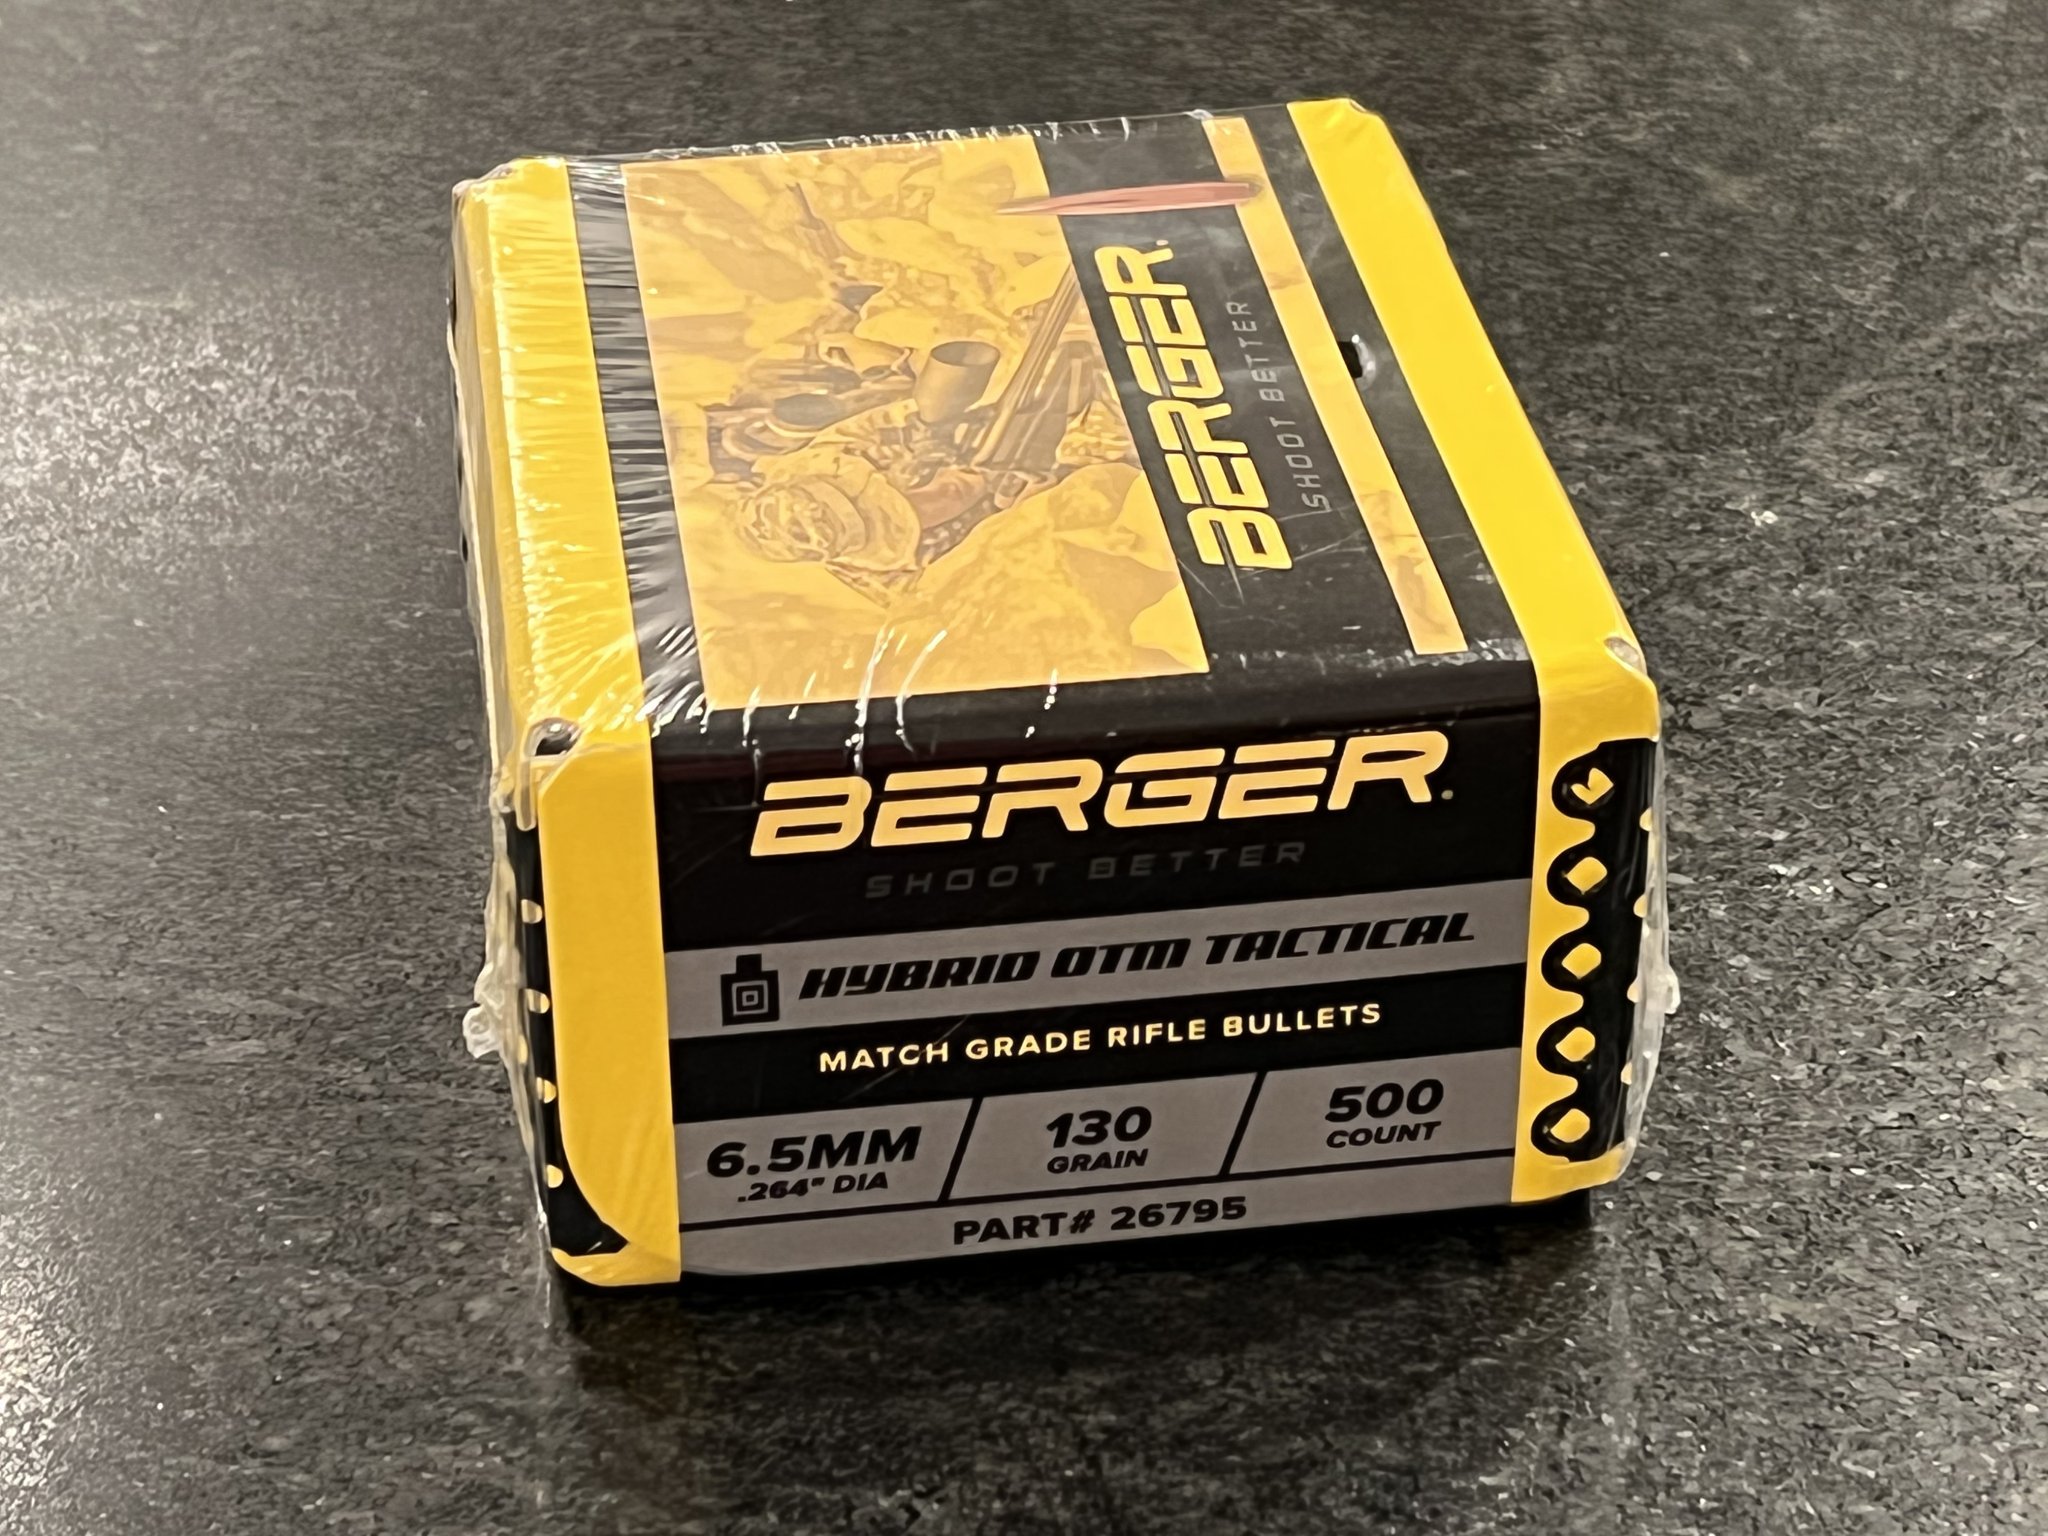 BERGER.
SHOOT BETTER
BERGER.
SHOOT BETTER
HYBRID OTM TACTICAL
MATCH GRADE RIFLE BULLETS
6.5MM
.264" DIA
130
GRAIN
500
COUNT
PART# 26795